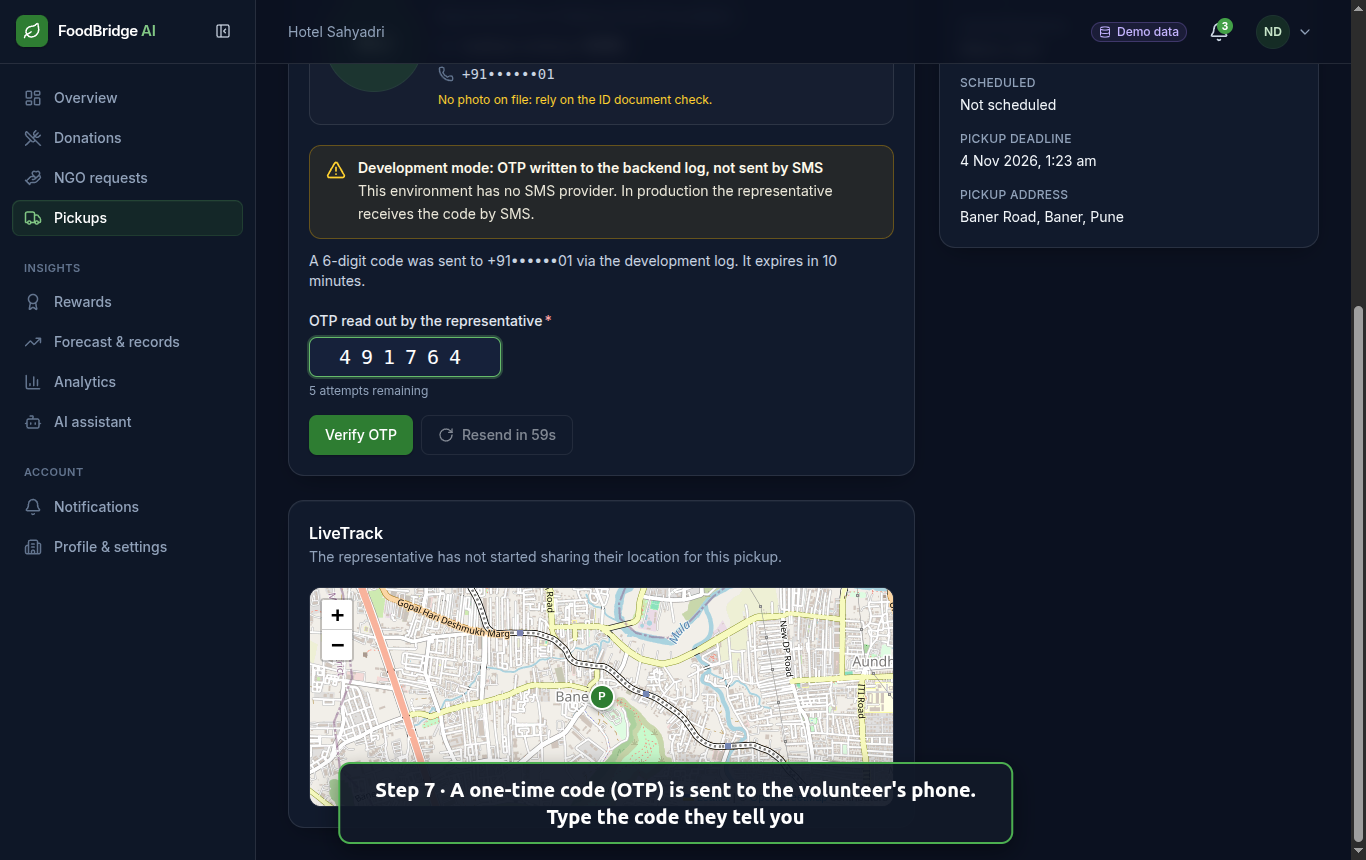 FoodBridge AI
Hotel Sahyadri
Demo data
3
ND
Overview
Donations
NGO requests
Pickups
INSIGHTS
Rewards
Forecast & records
Analytics
AI assistant
ACCOUNT
Notifications
Profile & settings
+91••••••01
No photo on file: rely on the ID document check.
Development mode: OTP written to the backend log, not sent by SMS
This environment has no SMS provider. In production the representative
receives the code by SMS.
A 6-digit code was sent to +91••••••01 via the development log. It expires in 10
minutes.
OTP read out by the representative*
491764
5 attempts remaining
Verify OTP
Resend in 59s
SCHEDULED
Not scheduled
PICKUP DEADLINE
4 Nov 2026, 1:23 am
PICKUP ADDRESS
Baner Road, Baner, Pune
LiveTrack
The representative has not started sharing their location for this pickup.
+
−
Gopal Hari Deshmukh Marg
Road
Mula
New DP Road
Aundh
ITI Road
Bane
P
Step 7 · A one-time code (OTP) is sent to the volunteer's phone.
Type the code they tell you